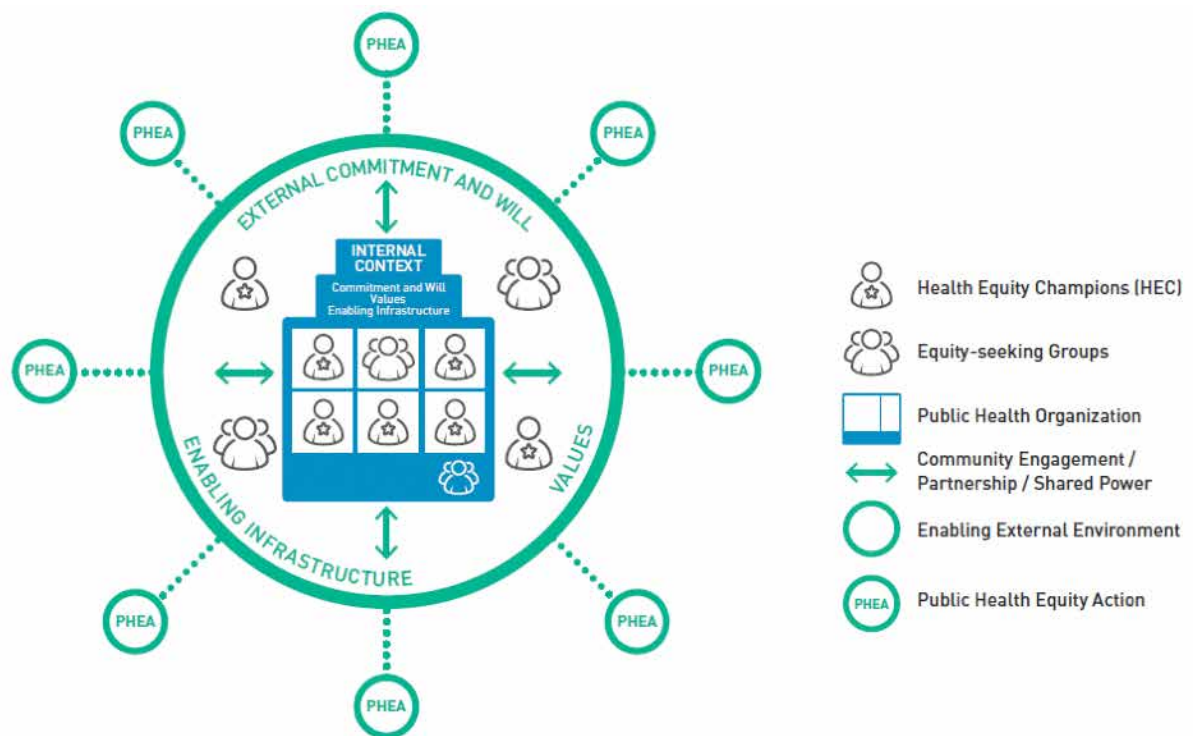 PHEA
PHEA
PHEA
EXTERNAL COMMITMENT AND WILL
INTERNAL
CONTEXT
Commitment and Will
Values
Enabling Infrastructure
PHEA
PHEA
ENABLING INFRASTRUCTURE
VALUES
PHEA
PHEA
PHEA
Health Equity Champions (HEC)
Equity-seeking Groups
Public Health Organization
Community Engagement /
Partnership / Shared Power
Enabling External Environment
PHEA
Public Health Equity Action